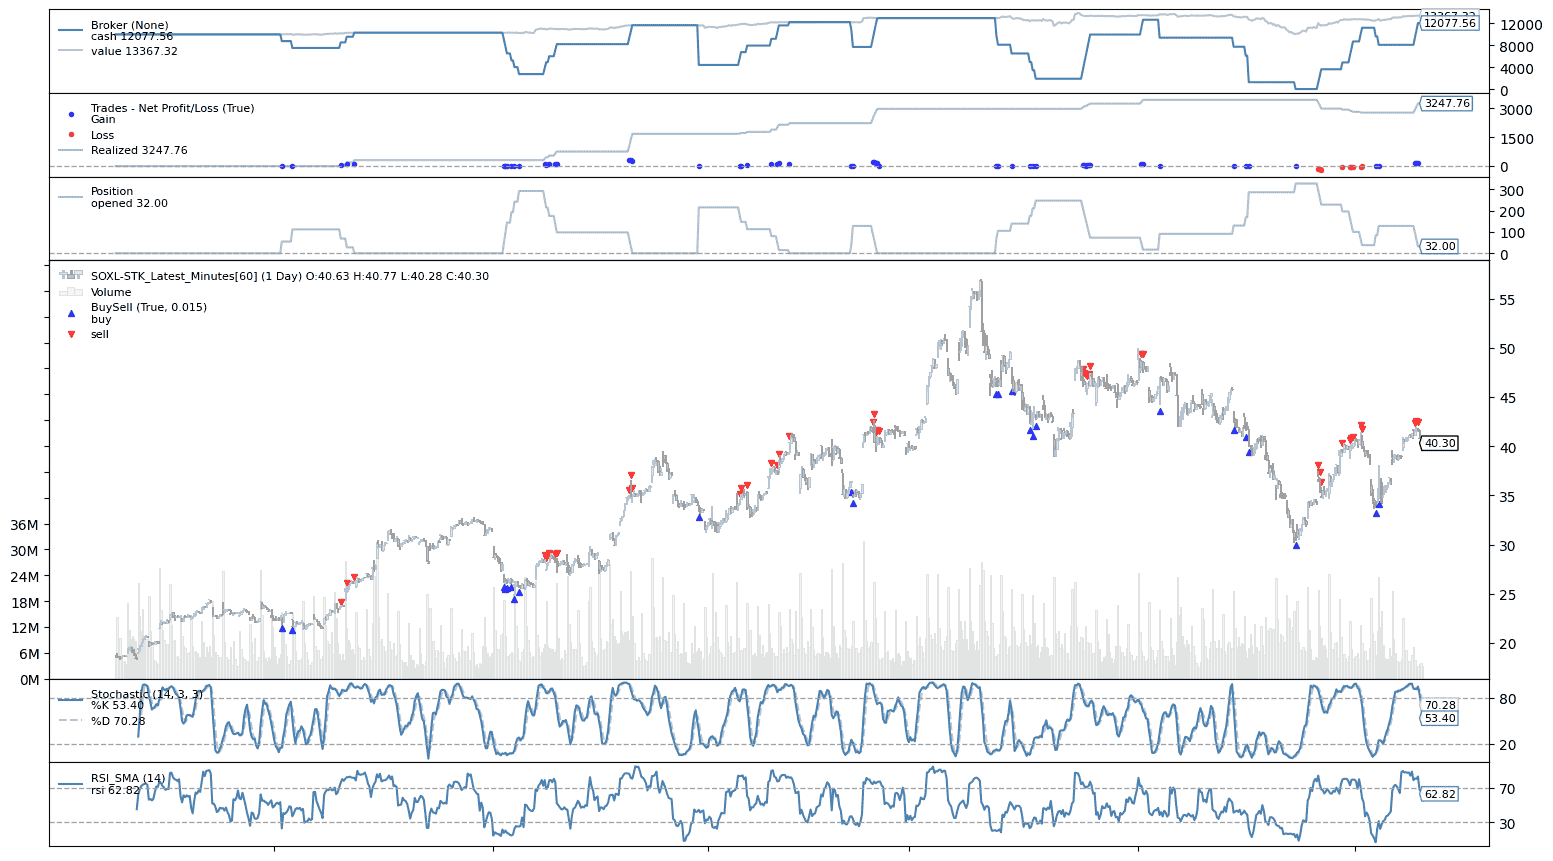 Broker (None)
cash 12077.56
value 13367.32
13367.32
12077.56
12000
8000
4000
0
Trades - Net Profit/Loss (True)
Gain
Loss
Realized 3247.76
3247.76
3000
1500
0
Position
opened 32.00
300
200
100
32.00
0
SOXL-STK_Latest_Minutes[60] (1 Day) O:40.63 H:40.77 L:40.28 C:40.30
Volume
BuySell (True, 0.015)
buy
sell
55
50
45
40.30
40
35
30
25
20
36M
30M
24M
18M
12M
6M
0M
Stochastic (14, 3, 3)
%K 53.40
%D 70.28
80
70.28
53.40
20
RSI_SMA (14)
rsi 62.82
70
62.82
30